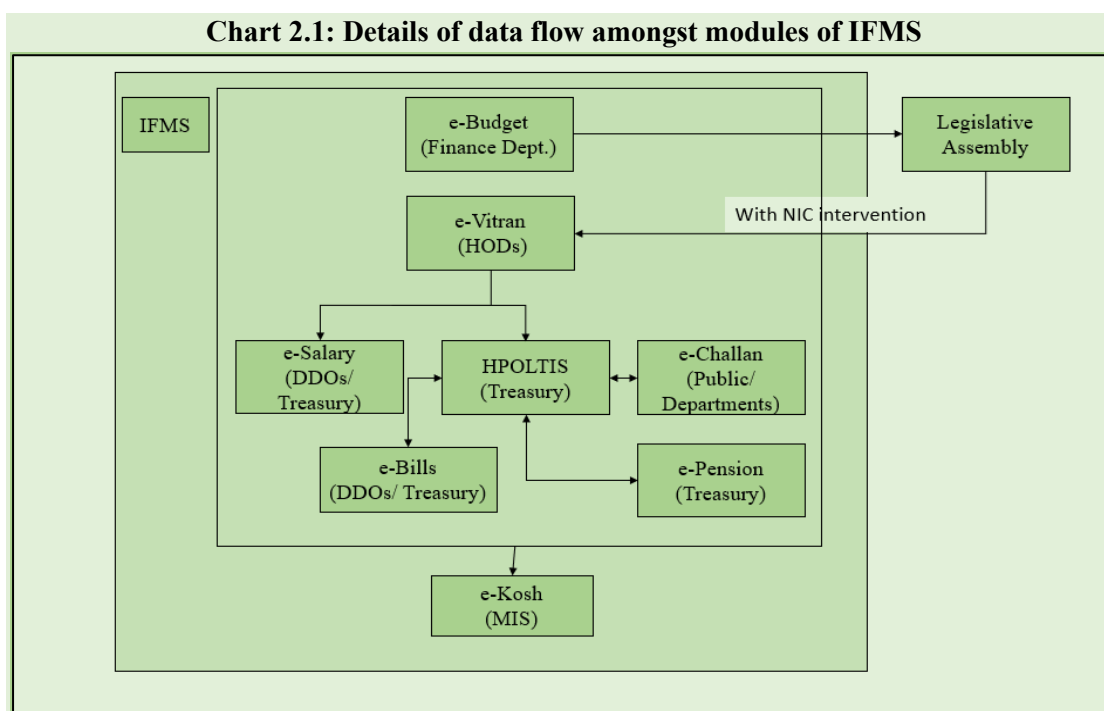 Chart 2.1: Details of data flow amongst modules of IFMS
IFMS
e-Budget
(Finance Dept.)
Legislative
Assembly
With NIC intervention
e-Vitran
(HODs)
e-Salary
(DDOs/
Treasury)
HPOLTIS
(Treasury)
e-Challan
(Public/
Departments)
e-Bills
(DDOs/ Treasury)
e-Pension
(Treasury)
e-Kosh
(MIS)